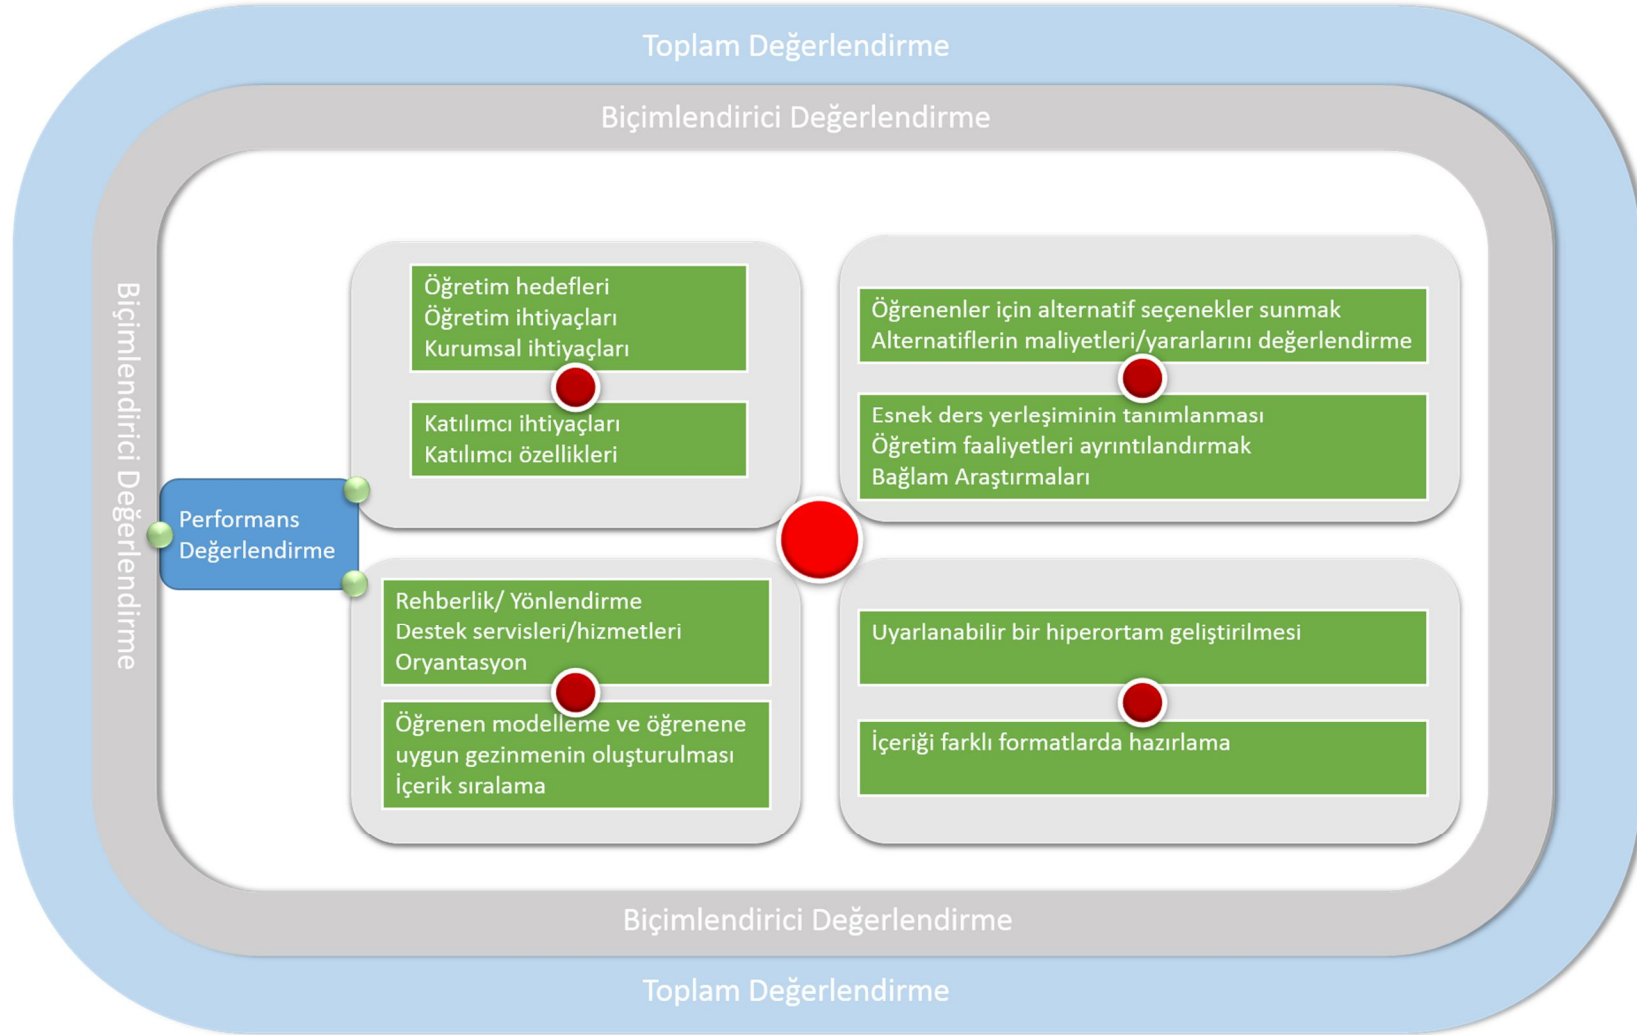 Toplam Değerlendirme
Biçimlendirici Değerlendirme
Biçimlendirici Değerlendirme
Öğretim hedefleri
Öğretim ihtiyaçları
Kurumsal ihtiyaçları
Katılımcı ihtiyaçları
Katılımcı özellikleri
Öğrenenler için alternatif seçenekler sunmak
Alternatiflerin maliyetleri/yararlarını değerlendirme
Esnek ders yerleşiminin tanımlanması
Öğretim faaliyetleri ayrıntılandırmak
Bağlam Araştırmaları
Performans
Değerlendirme
Rehberlik/ Yönlendirme
Destek servisleri/hizmetleri
Oryantasyon
Öğrenen modelleme ve öğrenene
uygun gezinmenin oluşturulması
İçerik sıralama
Uyarlanabilir bir hiperortam geliştirilmesi
İçeriği farklı formatlarda hazırlama
Biçimlendirici Değerlendirme
Toplam Değerlendirme